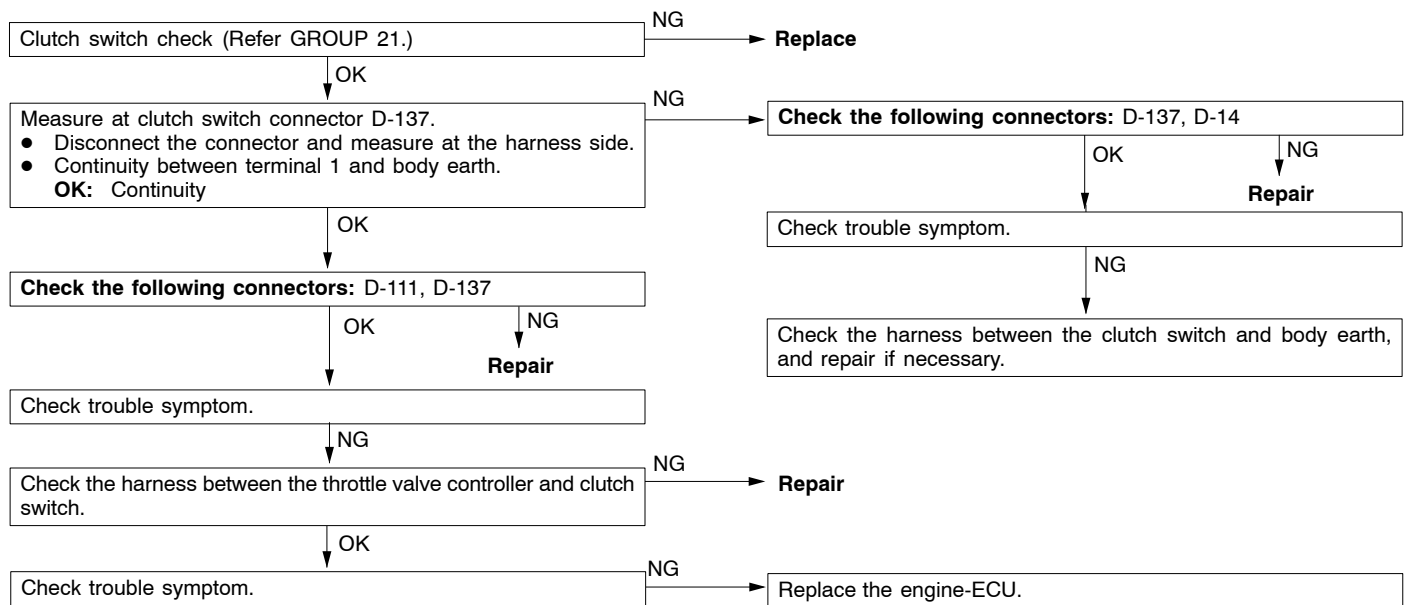 Clutch switch check (Refer GROUP 21.)
NG
Replace
OK
Measure at clutch switch connector D-137.
● Disconnect the connector and measure at the harness side.
● Continuity between terminal 1 and body earth.
OK: Continuity
NG
Check the following connectors: D-137, D-14
OK
NG
Repair
Check trouble symptom.
NG
Check the harness between the clutch switch and body earth,
and repair if necessary.
OK
Check the following connectors: D-111, D-137
OK
NG
Repair
Check trouble symptom.
NG
Check the harness between the throttle valve controller and clutch
switch.
NG
Repair
OK
Check trouble symptom.
NG
Replace the engine-ECU.